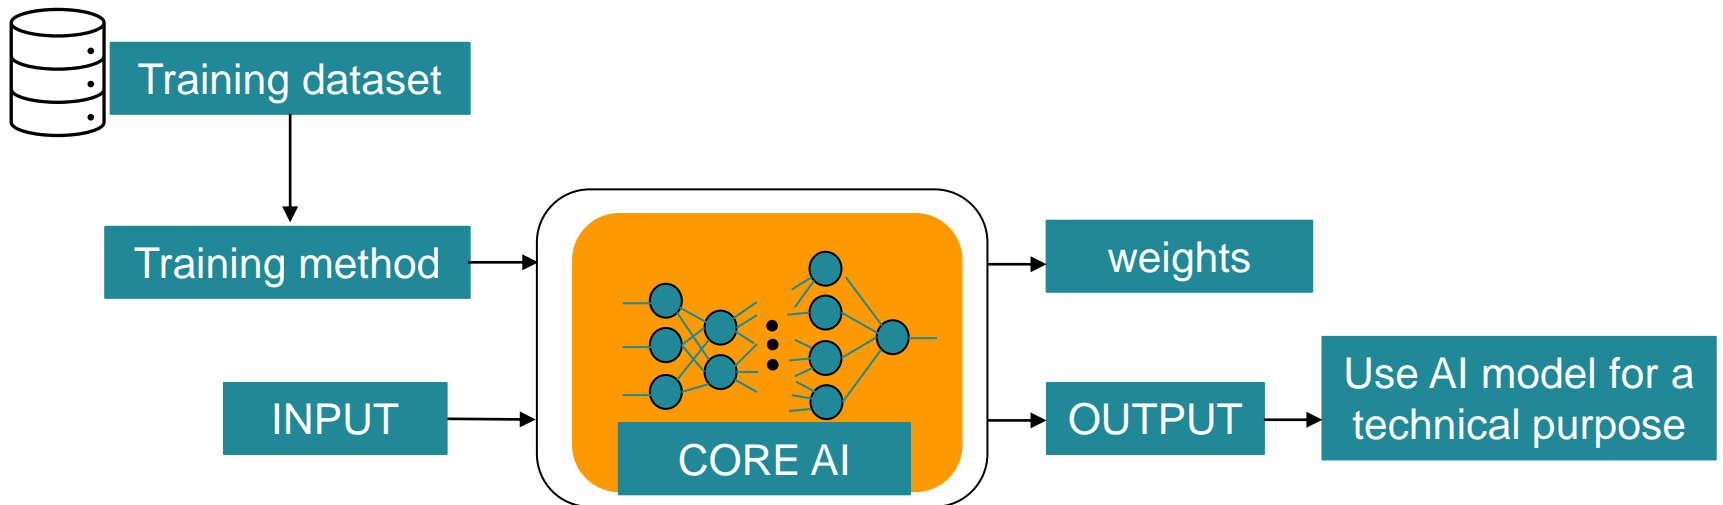 Training dataset
Training method
weights
INPUT
CORE AI
OUTPUT
Use AI model for a
technical purpose